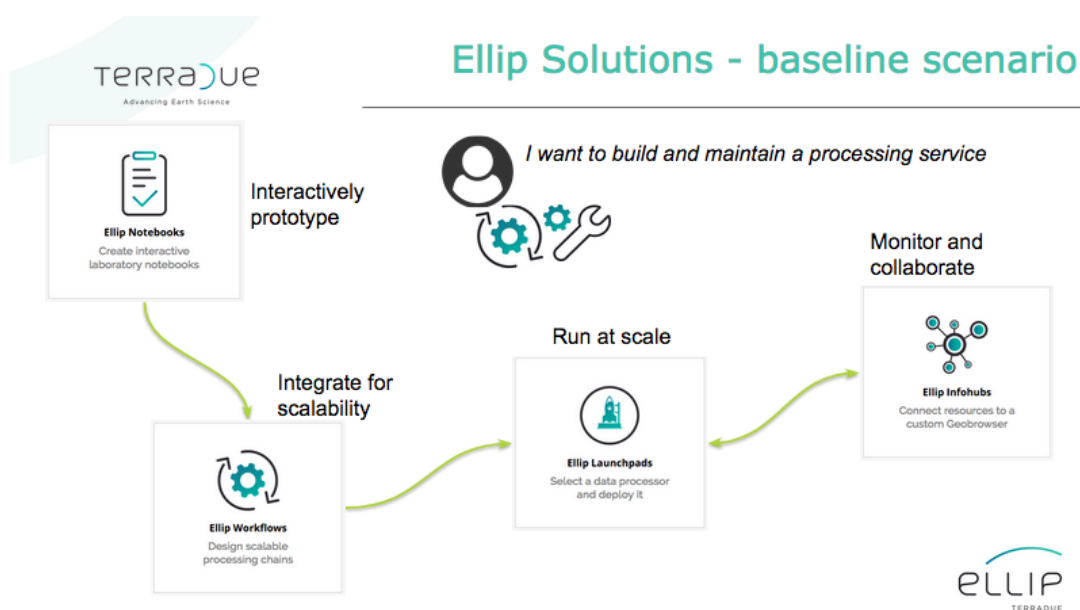 Ellip Solutions - baseline scenario
TERRADUE
Advancing Earth Science
I want to build and maintain a processing service
Interactively
prototype
Ellip Notebooks
Create interactive
laboratory notebooks
Integrate for
scalability
Ellip Workflows
Design scalable
processing chains
Run at scale
Ellip Launchpads
Select a data processor
and deploy it
Monitor and
collaborate
Ellip Infohubs
Connect resources to a
custom Geobrowser
ELLIP
TERRADUE